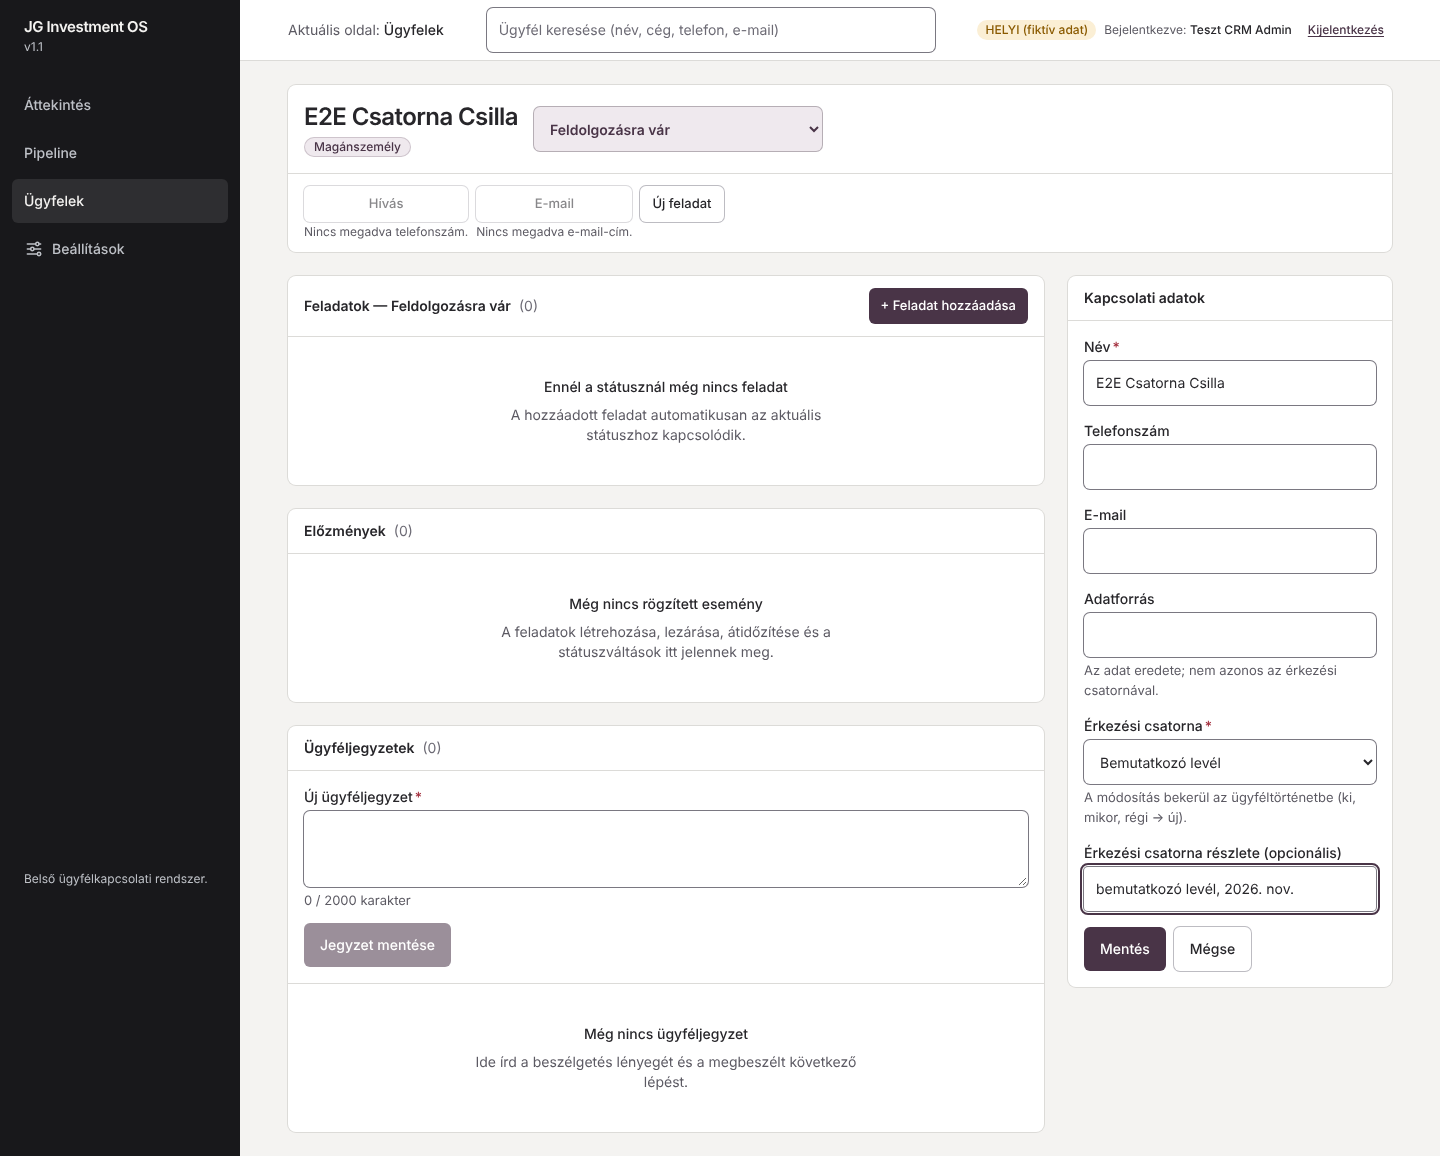 JG Investment OS
v1.1
Áttekintés
Pipeline
Ügyfelek
Beállítások
Belső ügyfélkapcsolati rendszer.
Aktuális oldal: Ügyfelek
Ügyfél keresése (név, cég, telefon, e-mail)
HELYI (fiktív adat)
Bejelentkezve: Teszt CRM Admin
Kijelentkezés
E2E Csatorna Csilla
Magánszemély
Feldolgozásra vár
Hívás
E-mail
Új feladat
Nincs megadva telefonszám.
Nincs megadva e-mail-cím.
Feladatok — Feldolgozásra vár (0)
+ Feladat hozzáadása
Ennél a státusznál még nincs feladat
A hozzáadott feladat automatikusan az aktuális
státuszhoz kapcsolódik.
Előzmények (0)
Még nincs rögzített esemény
A feladatok létrehozása, lezárása, átidőzítése és a
státuszváltások itt jelennek meg.
Ügyféljegyzetek (0)
Új ügyféljegyzet *
0 / 2000 karakter
Jegyzet mentése
Még nincs ügyféljegyzet
Ide írd a beszélgetés lényegét és a megbeszélt következő
lépést.
Kapcsolati adatok
Név *
E2E Csatorna Csilla
Telefonszám
E-mail
Adatforrás
Az adat eredete; nem azonos az érkezési
csatornával.
Érkezési csatorna *
Bemutatkozó levél
A módosítás bekerül az ügyféltörténetbe (ki,
mikor, régi → új).
Érkezési csatorna részlete (opcionális)
bemutatkozó levél, 2026. nov.
Mentés
Mégse